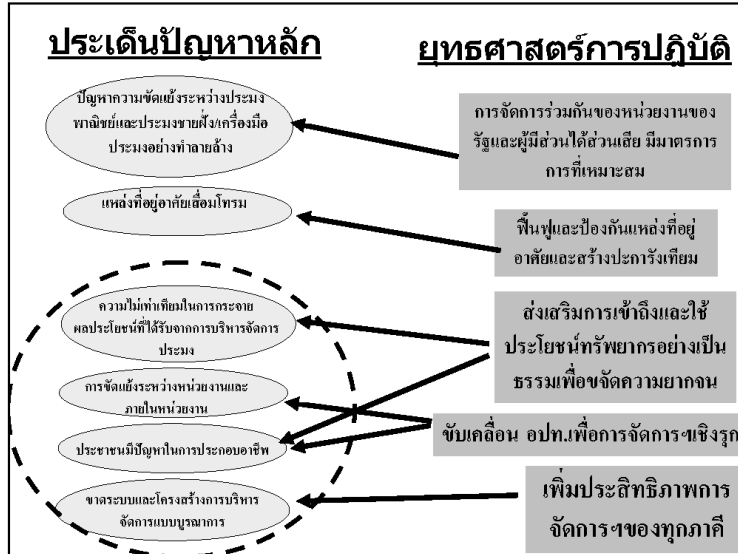 ประเด็นปัญหาหลัก
ปัญหาความขัดแย้งระหว่างประมง
พาณิชย์และประมงชายฝั่ง/เครื่องมือ
ประมงอย่างทำลายล้าง
แหล่งที่อยู่อาศัยเสื่อมโทรม
ความไม่เท่าเทียมในการกระจาย
ผลประโยชน์ที่ได้รับจากการบริหารจัดการ
ประมง
การขัดแย้งระหว่างหน่วยงานและ
ภายในหน่วยงาน
ประชาชนมีปัญหาในการประกอบอาชีพ
ขาดระบบและโครงสร้างการบริหาร
จัดการแบบบูรณาการ
ยุทธศาสตร์การปฎิบัติ
การจัดการร่วมกันของหน่วยงานของ
รัฐและผู้มีส่วนได้ส่วนเสีย มีมาตรการ
การที่เหมาะสม
ฟื้นฟูและป้องกันแหล่งที่อยู่
อาศัยและสร้างปะการังเทียม
ส่งเสริมการเข้าถึงและใช้
ประโยชน์ทรัพยากรอย่างเป็น
ธรรมเพื่อขจัดความยากจน
ขับเคลื่อน อปท.เพื่อการจัดการฯเชิงรุก
เพิ่มประสิทธิภาพการ
จัดการฯของทุกภาคี